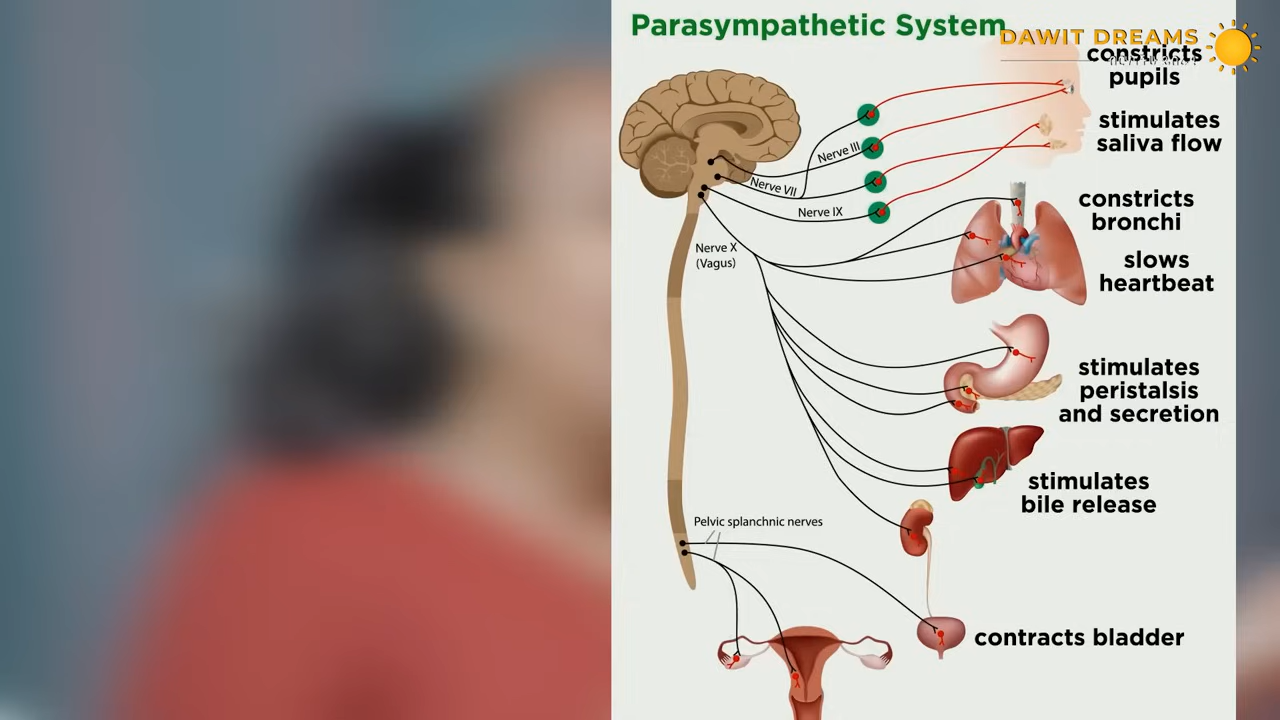 Parasympathetic System
DAWIT DREAMS
constricts
pupils
stimulates
saliva flow
Nerve III
Nerve VII
Nerve IX
constricts
bronchi
Nerve X
(Vagus)
slows
heartbeat
stimulates
peristalsis
and secretion
stimulates
bile release
Pelvic splanchnic nerves
contracts bladder